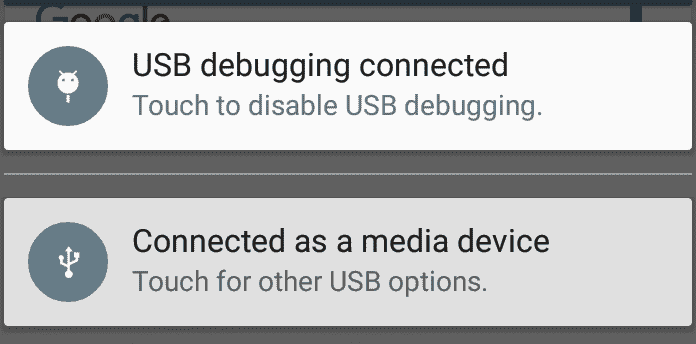 Google
USB debugging connected
Touch to disable USB debugging.
Connected as a media device
Touch for other USB options.